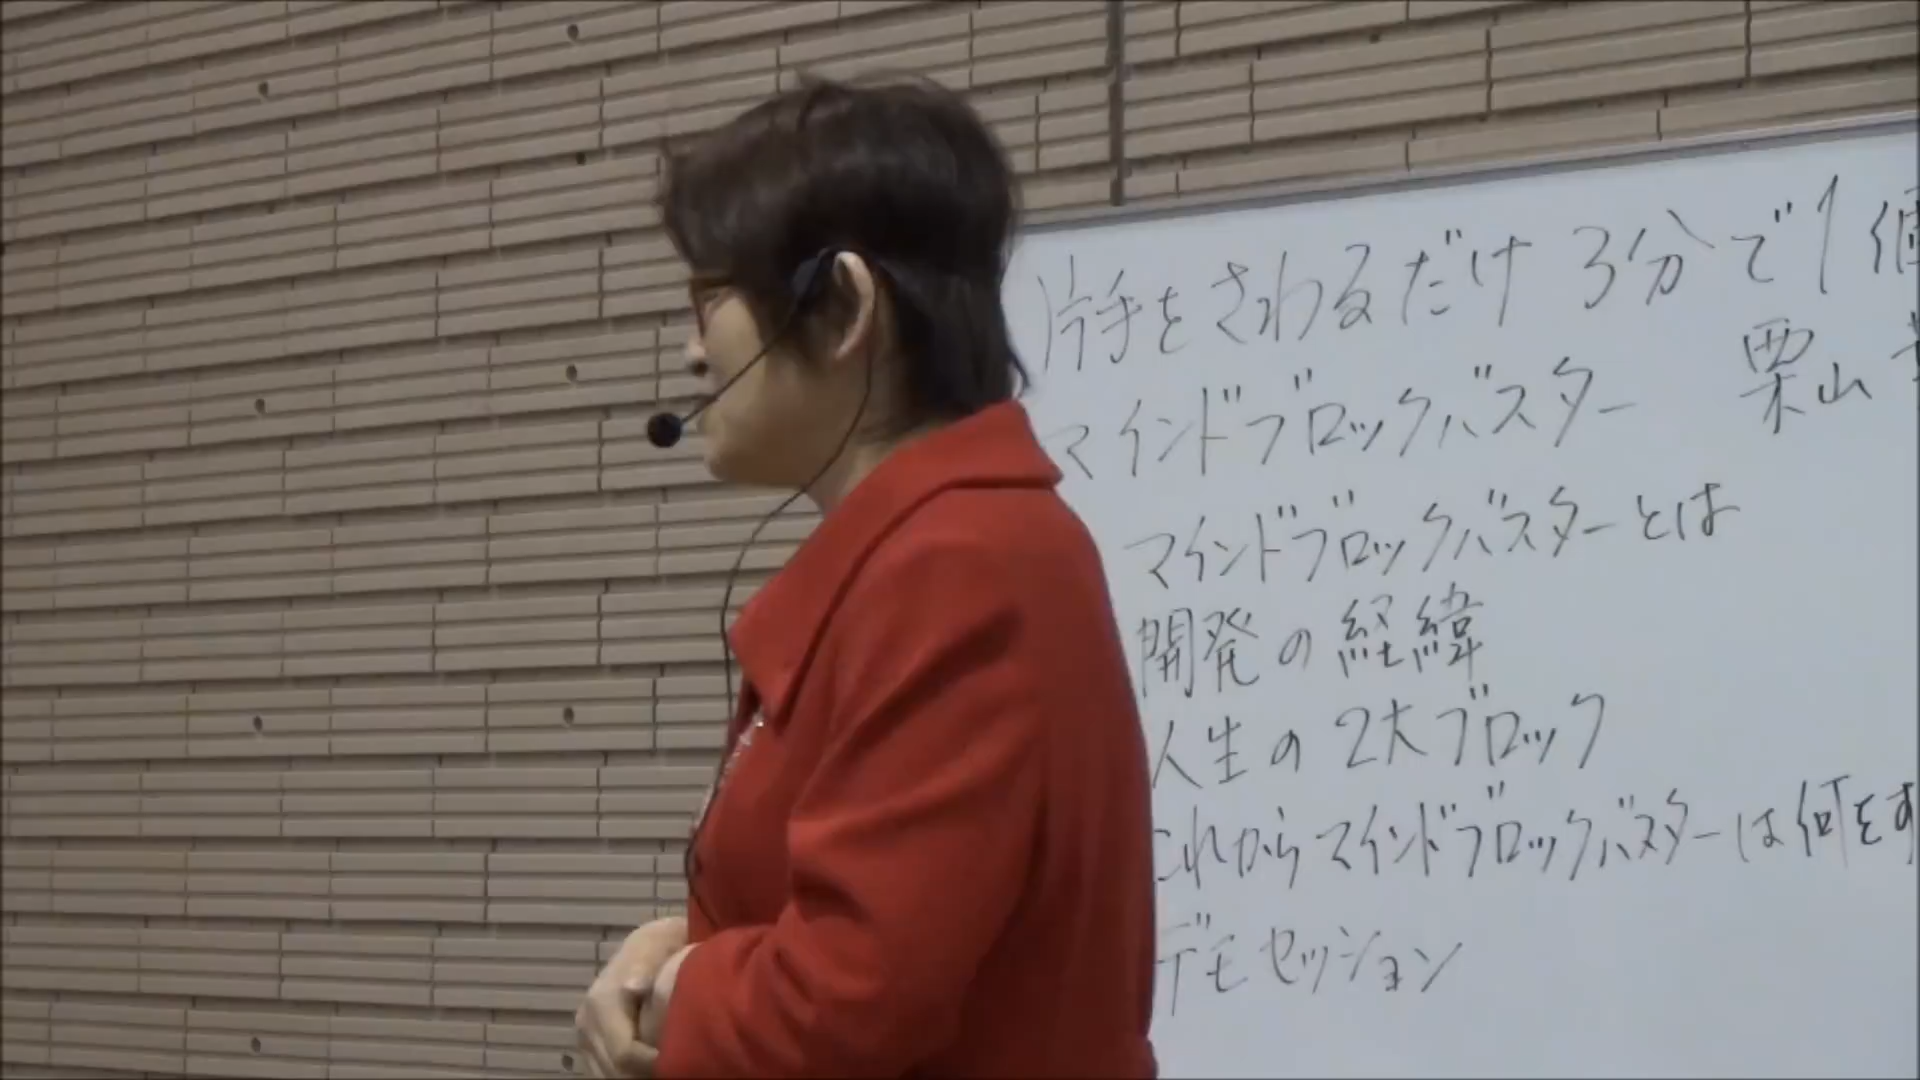 片手をさわるだけ 3分で1個
マインドブロックバスター 栗山
マインドブロックバスターとは
開発の経緯
人生の2大ブロック
これからマインドブロックバスターは何をす
デモセッション